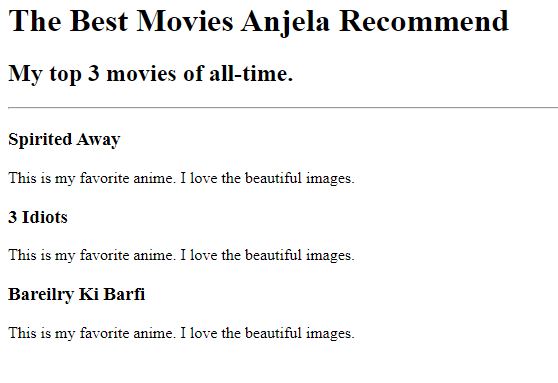 The Best Movies Anjela Recommend
My top 3 movies of all-time.
Spirited Away
This is my favorite anime. I love the beautiful images.
3 Idiots
This is my favorite anime. I love the beautiful images.
Bareilry Ki Barfi
This is my favorite anime. I love the beautiful images.